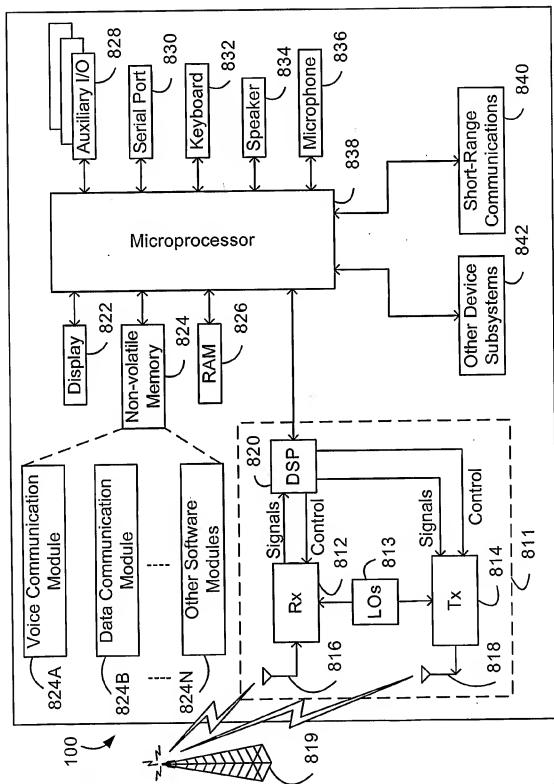 Auxiliary I/O
828
Serial Port
830
Keyboard
832
Speaker
834
Microphone
836
838
Short-Range
Communications
840
Microprocessor
Other Device
Subsystems
842
Display
822
Non-volatile
Memory
824
RAM
826
Voice Communication
Module
824A
Data Communication
Module
824B
Other Software
Modules
824N
820
DSP
Signals
Control
812
Rx
813
LOs
Signals
Control
814
Tx
811
816
818
100
819